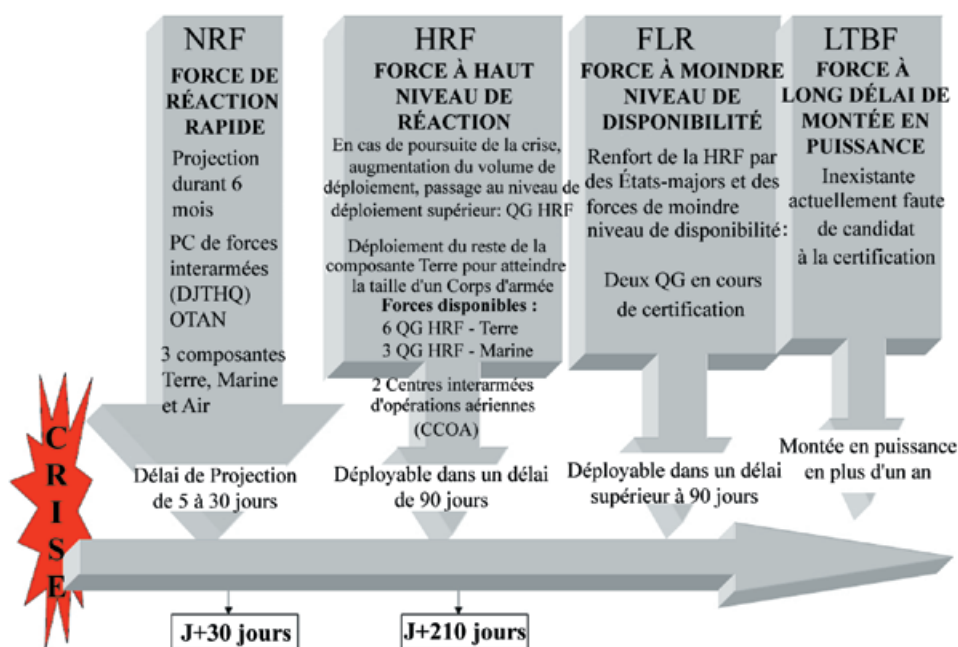 NRF
FORCE DE
RÉACTION
RAPIDE
Projection
durant 6
mois
PC de forces
interarmées
(DJTHQ)
OTAN
3 composantes
Terre, Marine
et Air
Délai de Projection
de 5 à 30 jours
HRF
FORCE À HAUT
NIVEAU DE
RÉACTION
En cas de poursuite de la crise,
augmentation du volume de
déploiement, passage au niveau de
déploiement supérieur: QG HRF
Déploiement du reste de la
composante Terre pour atteindre
la taille d'un Corps d'armée
Forces disponibles :
6 QG HRF - Terre
3 QG HRF - Marine
2 Centres interarmées
d'opérations aériennes
(CCOA)
Déployable dans un délai
de 90 jours
FLR
FORCE À MOINDRE
NIVEAU DE
DISPONIBILITÉ
Renfort de la HRF par
des États-majors et des
forces de moindre
niveau de disponibilité:
Deux QG en cours
de certification
Déployable dans un délai
supérieur à 90 jours
LTBF
FORCE À
LONG DÉLAI DE
MONTÉE EN
PUISSANCE
Inexistante
actuellement faute
de candidat
à la certification
Montée en puissance
en plus d'un an
CRISE
J+30 jours
J+210 jours